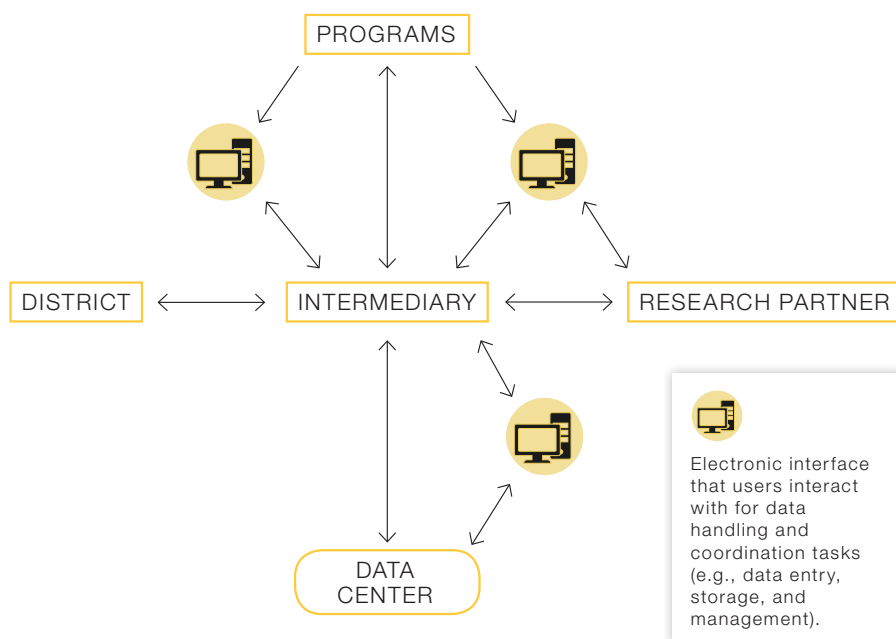 PROGRAMS
DISTRICT
INTERMEDIARY
RESEARCH PARTNER
DATA
CENTER
Electronic interface
that users interact
with for data
handling and
coordination tasks
(e.g., data entry,
storage, and
management).